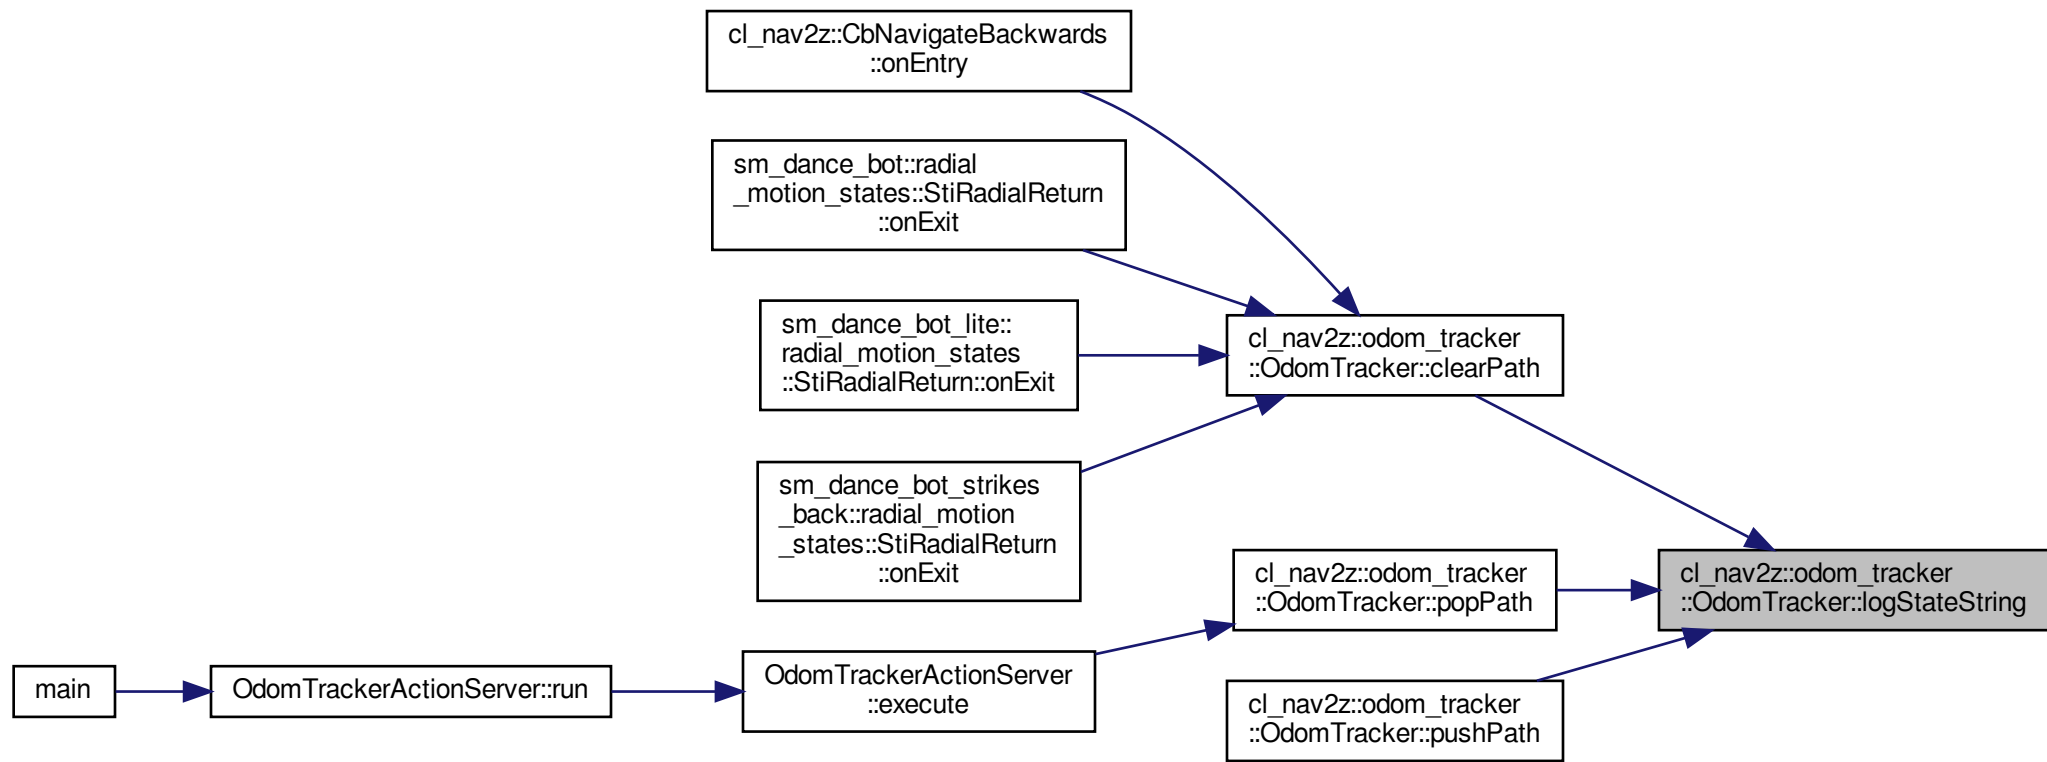 cl_nav2z::CbNavigateBackwards
::onEntry
sm_dance_bot::radial
_motion_states::StiRadialReturn
::onExit
sm_dance_bot_lite::
radial_motion_states
::StiRadialReturn::onExit
cl_nav2z::odom_tracker
::OdomTracker::clearPath
sm_dance_bot_strikes
_back::radial_motion
_states::StiRadialReturn
::onExit
cl_nav2z::odom_tracker
::OdomTracker::popPath
cl_nav2z::odom_tracker
::OdomTracker::logStateString
main
OdomTrackerActionServer::run
OdomTrackerActionServer
::execute
cl_nav2z::odom_tracker
::OdomTracker::pushPath